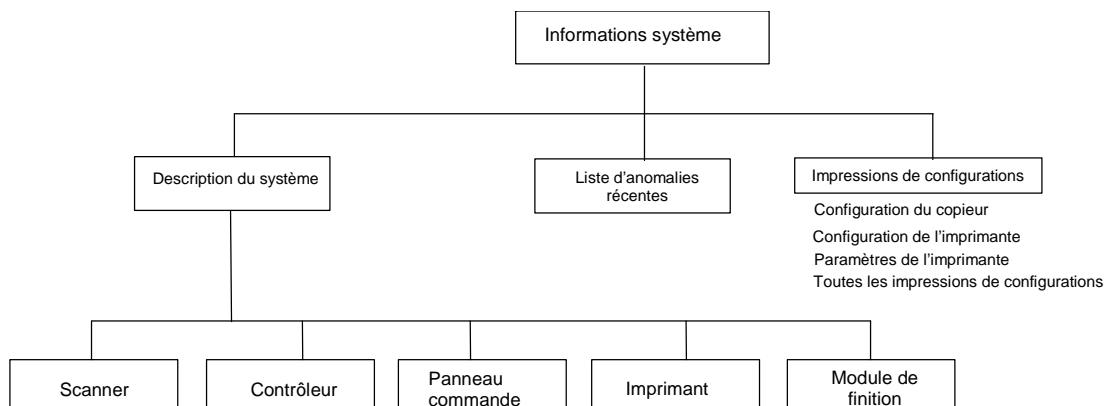 Informations système
Description du système
Liste d'anomalies
récentes
Impressions de configurations
Configuration du copieur
Configuration de l'imprimante
Paramètres de l'imprimante
Toutes les impressions de configurations
Scanner
Contrôleur
Panneau
commande
Imprimant
Module de
finition